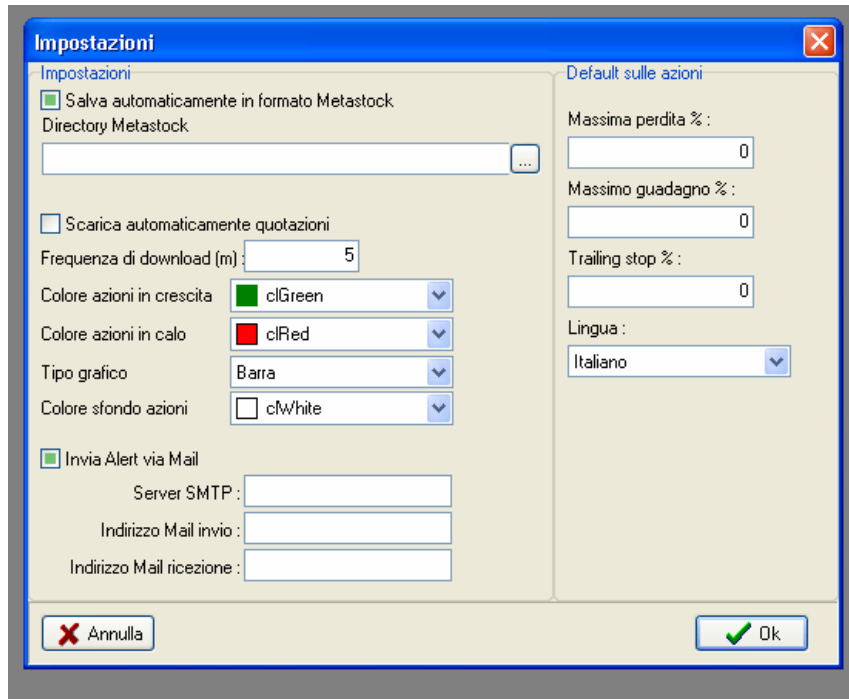 Impostazioni
Impostazioni
Salva automaticamente in formato Metastock
Directory Metastock
...
Scarica automaticamente quotazioni
Frequenza di download (m) : 5
Colore azioni in crescita clGreen
Colore azioni in calo clRed
Tipo grafico Barra
Colore sfondo azioni clWhite
Invia Alert via Mail
Server SMTP :
Indirizzo Mail invio :
Indirizzo Mail ricezione :
Default sulle azioni
Massima perdita % :
0
Massimo guadagno % :
0
Trailing stop % :
0
Lingua :
Italiano
Annulla
Ok